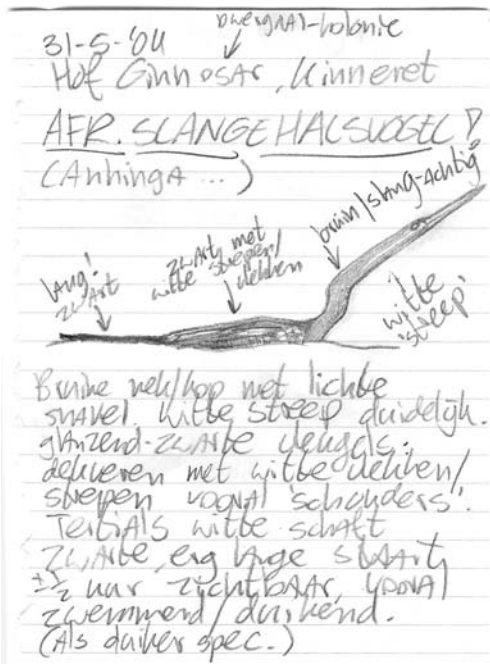 dwergaal-kolonie
31-5-'04
Hof Ginnosar, Kinneret
AFR. SLANGEHALSVOGEL!
(Anhinga ...)
bruin/slang-achtig
zwart met
witte strepen/
vlekken
lang!
zwart
witte
'streep'
Bruine nek/kop met lichte
snavel. Witte streep duidelijk.
glanzend-zwarte vleugels.
dekveren met witte vlekken/
strepen vooral 'schouders'.
Tertials witte schaft
Zwarte, erg lange staart,
± ½ uur zichtbaar, vooral
zwemmend/duikend.
(Als duiker spec.)